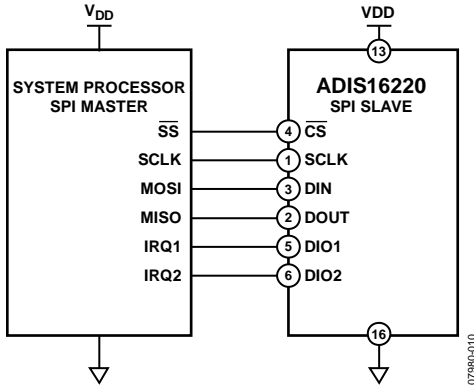 VDD
VDD
13
SYSTEM PROCESSOR
SPI MASTER
ADIS16220
SPI SLAVE
SS 4 CS
SCLK 1 SCLK
MOSI 3 DIN
MISO 2 DOUT
IRQ1 5 DIO1
IRQ2 6 DIO2
16
07980-010